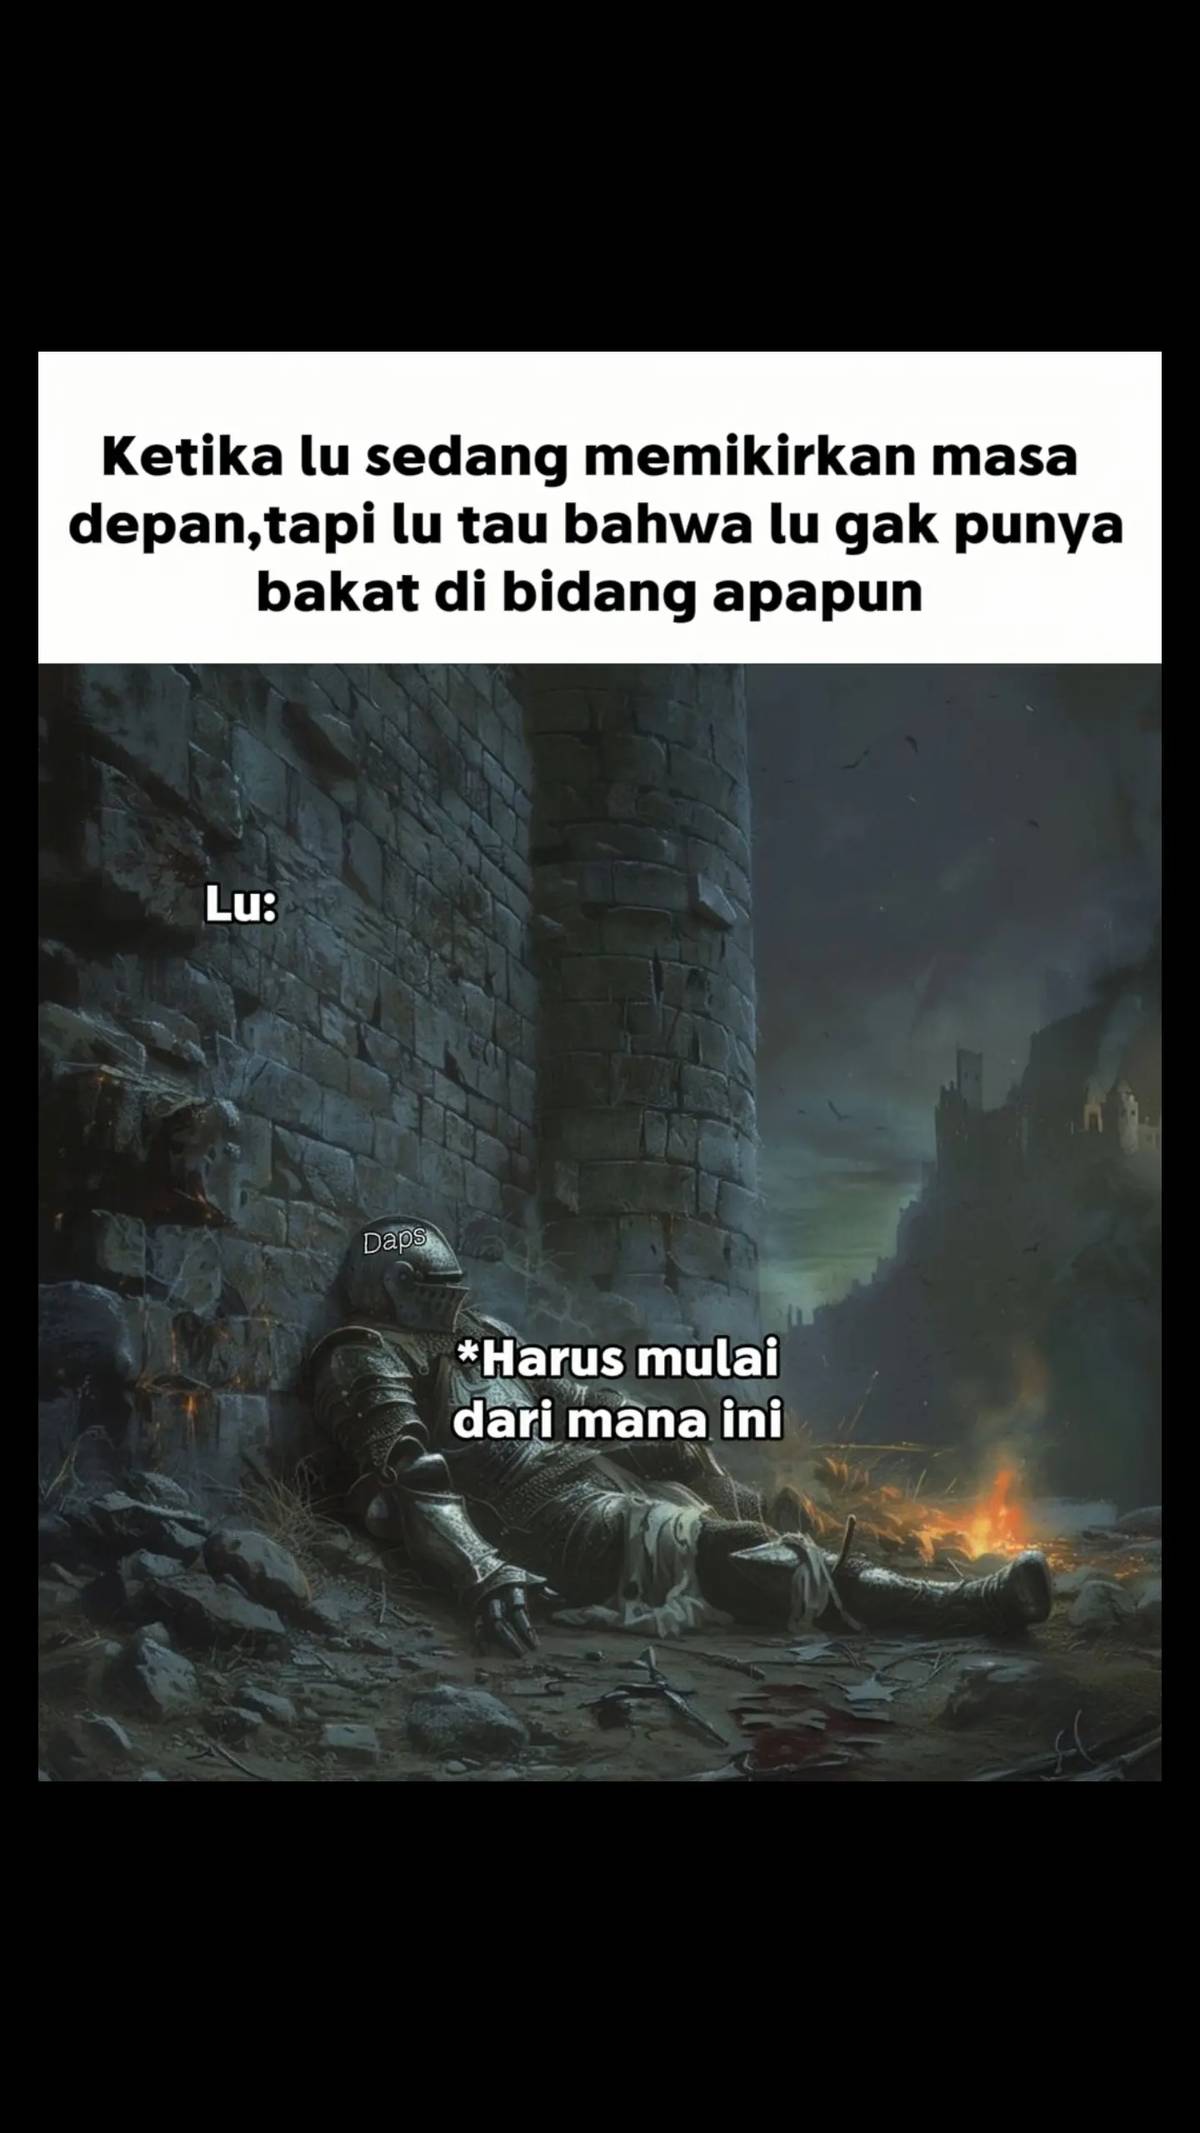 Ketika lu sedang memikirkan masa
depan,tapi lu tau bahwa lu gak punya
bakat di bidang apapun
Lu:
Daps
*Harus mulai
dari mana ini